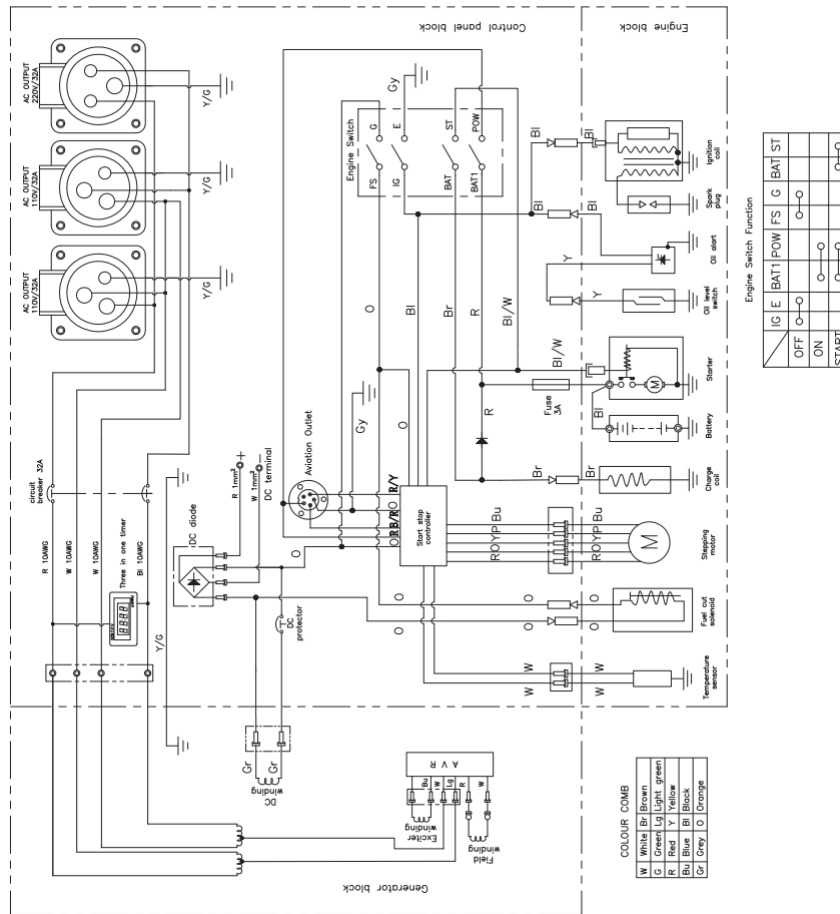 Control panel block
Engine block
AC OUTPUT
220V/32A
AC OUTPUT
110V/32A
AC OUTPUT
110V/32A
Y/G
Y/G
Y/G
Engine Switch
Gy
G
E
ST
POW
FS
IG
BAT
BAT1
Bl
Bl
Bl
Bl
Y
Y
O
Bl
Br
R
Bl/W
Bl/W
Ignition
coil
Spark
plug
Oil alart
Oil level
switch
Starter
M
Battery
Charge
coil
Stepping
motor
M
Fuel cut
solenoid
Temperature
sensor
Engine Switch Function
IG E BAT1 POW FS G BAT ST
OFF
ON
START
circuit
breaker 32A
R 10AWG
W 10AWG
W 10AWG
Bl 10AWG
Three in one timer
Y/G
DC diode
R 1mm²
W 1mm²
DC terminal
+
−
Aviation Outlet
Gy
O
O
O R B/R O R/Y
Start stop
controller
R
Fuse
3A
Bl
Br
Br
R O Y P Bu
R O Y P Bu
O
O
O
O
O
O
W
W
W
W
DC
protector
Gr
Gr
DC
winding
Exciter
winding
Field
winding
Bu
W
Lg
R
W
A V R
Generator block
COLOUR COMB
W White Br Brown
G Green Lg Light green
R Red Y Yellow
Bu Blue Bl Black
Gr Grey O Orange